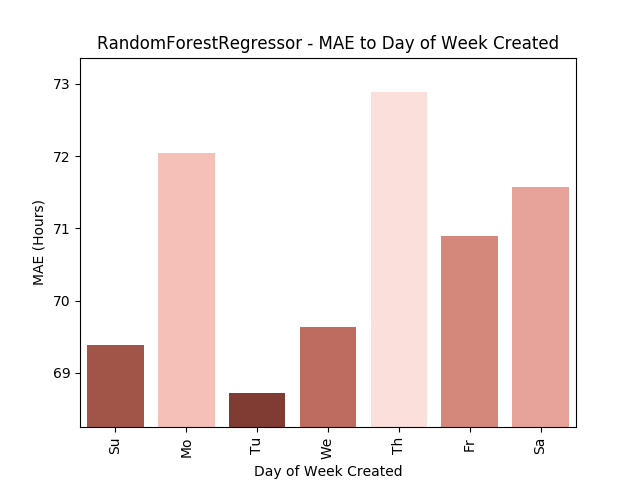 RandomForestRegressor - MAE to Day of Week Created
MAE (Hours)
73
72
71
70
69
Su
Mo
Tu
We
Th
Fr
Sa
Day of Week Created